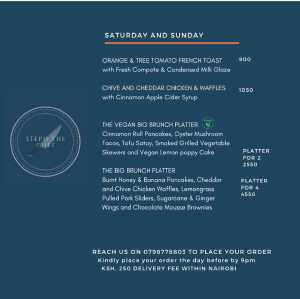 SATURDAY AND SUNDAY
ORANGE & TREE TOMATO FRENCH TOAST 900
with Fresh Compote & Condensed Milk Glaze
CHIVE AND CHEDDAR CHICKEN & WAFFLES 1050
with Cinnamon Apple Cider Syrup
STEPH THE
CHEF
THE VEGAN BIG BRUNCH PLATTER
Cinnamon Roll Pancakes, Oyster Mushroom
Tacos, Tofu Satay, Smoked Grilled Vegetable
Skewers and Vegan Lemon poppy Cake
PLATTER
FOR 2
2550
THE BIG BRUNCH PLATTER
Burnt Honey & Banana Pancakes, Cheddar
and Chive Chicken Waffles, Lemongrass
Pulled Pork Sliders, Sugarcane & Ginger
Wings and Chocolate Mousse Brownies
PLATTER
FOR 4
4550
REACH US ON 0798775803 TO PLACE YOUR ORDER
Kindly place your order the day before by 9pm
KSH. 250 DELIVERY FEE WITHIN NAIROBI